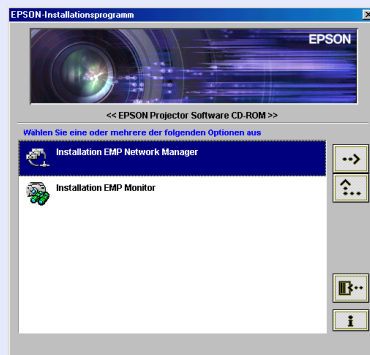 EPSON-Installationsprogramm
EPSON
<< EPSON Projector Software CD-ROM >>
Wählen Sie eine oder mehrere der folgenden Optionen aus
Installation EMP Network Manager
Installation EMP Monitor